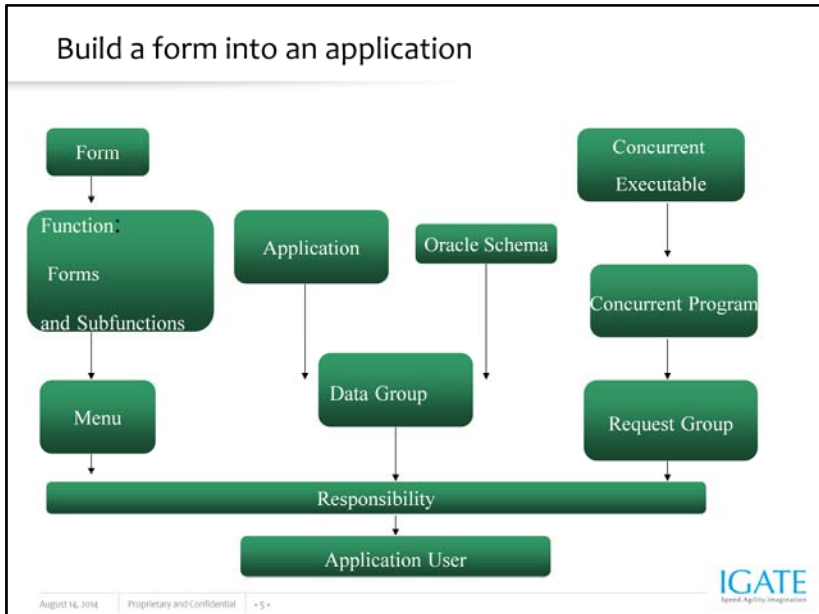 Build a form into an application
Form
Function:
Forms
and Subfunctions
Menu
Application
Oracle Schema
Data Group
Concurrent
Executable
Concurrent Program
Request Group
Responsibility
Application User
August 14, 2014
Proprietary and Confidential
- 5 -
IGATE
Speed.Agility.Imagination